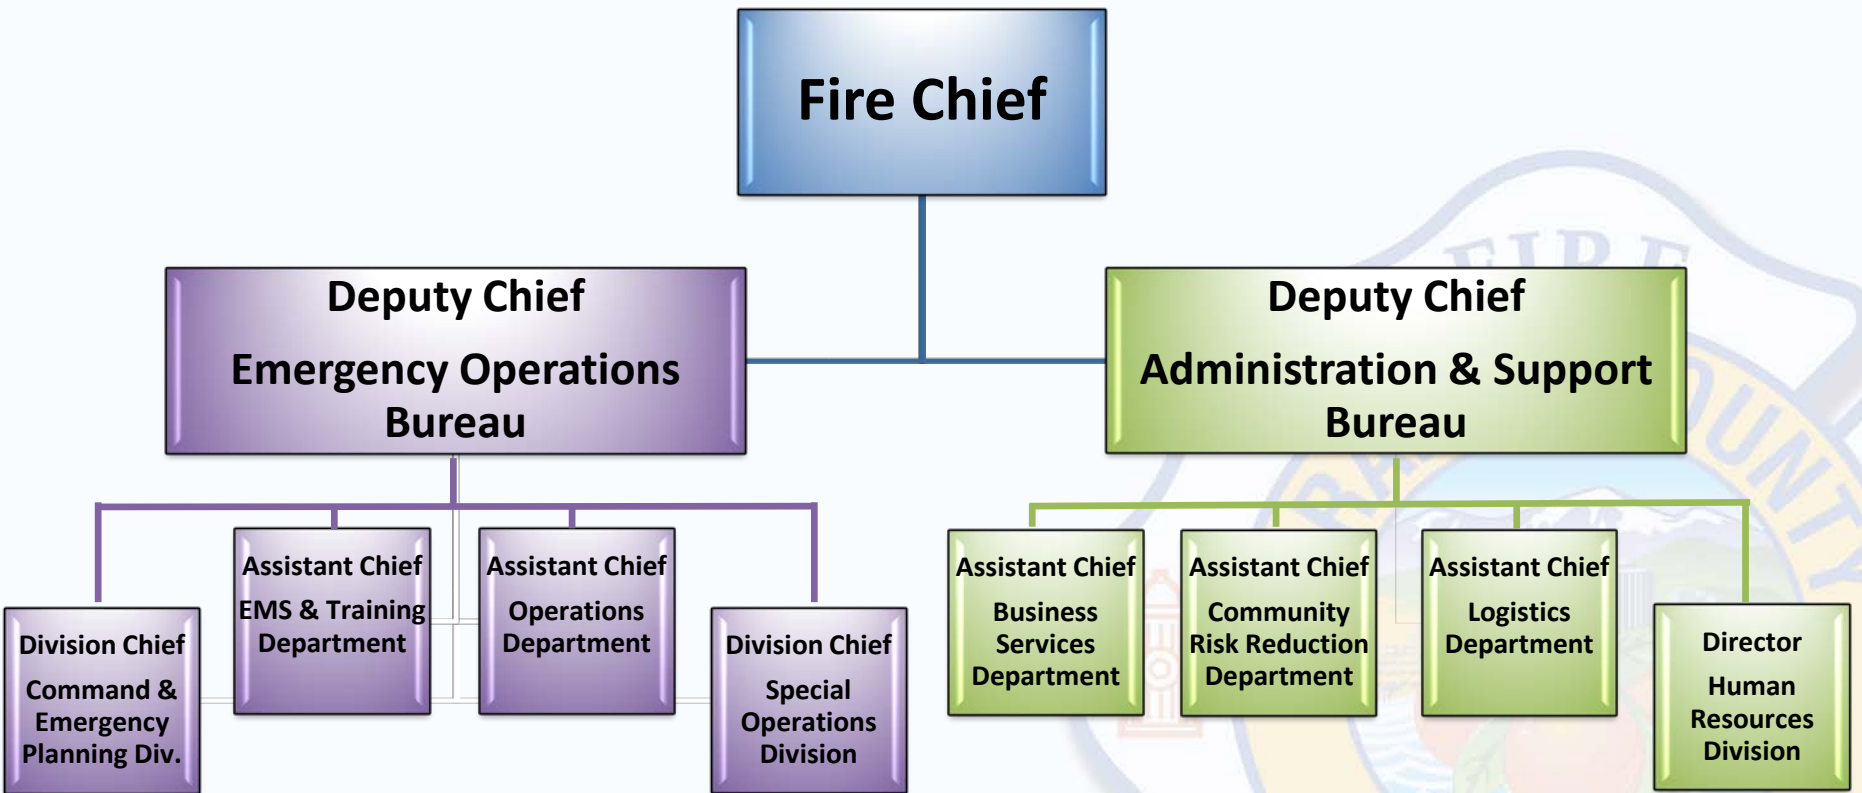 Fire Chief
Deputy Chief
Emergency Operations
Bureau
Deputy Chief
Administration & Support
Bureau
Division Chief
Command &
Emergency
Planning Div.
Assistant Chief
EMS & Training
Department
Assistant Chief
Operations
Department
Division Chief
Special
Operations
Division
Assistant Chief
Business
Services
Department
Assistant Chief
Community
Risk Reduction
Department
Assistant Chief
Logistics
Department
Director
Human
Resources
Division
FIRE